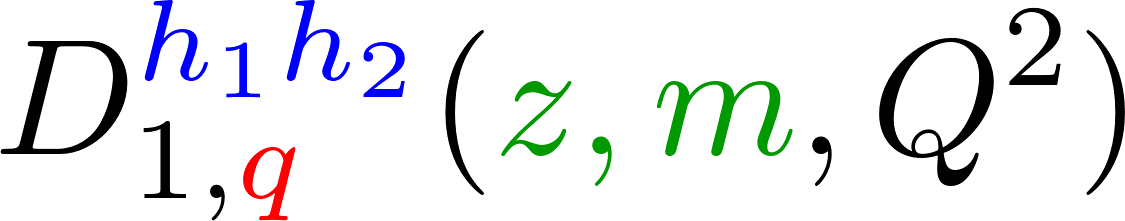 $D_{1,q}^{h_1 h_2}(z, m, Q^2)$